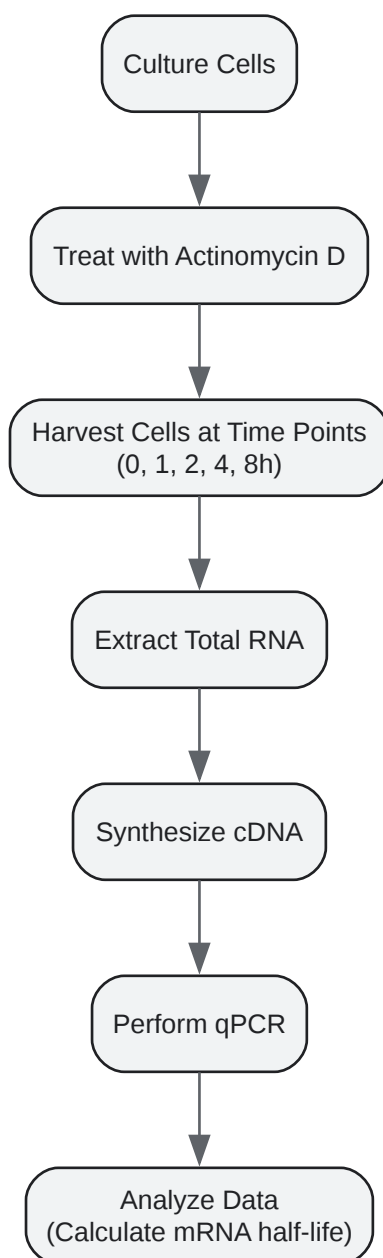 Culture Cells
Treat with Actinomycin D
Harvest Cells at Time Points
(0, 1, 2, 4, 8h)
Extract Total RNA
Synthesize cDNA
Perform qPCR
Analyze Data
(Calculate mRNA half-life)